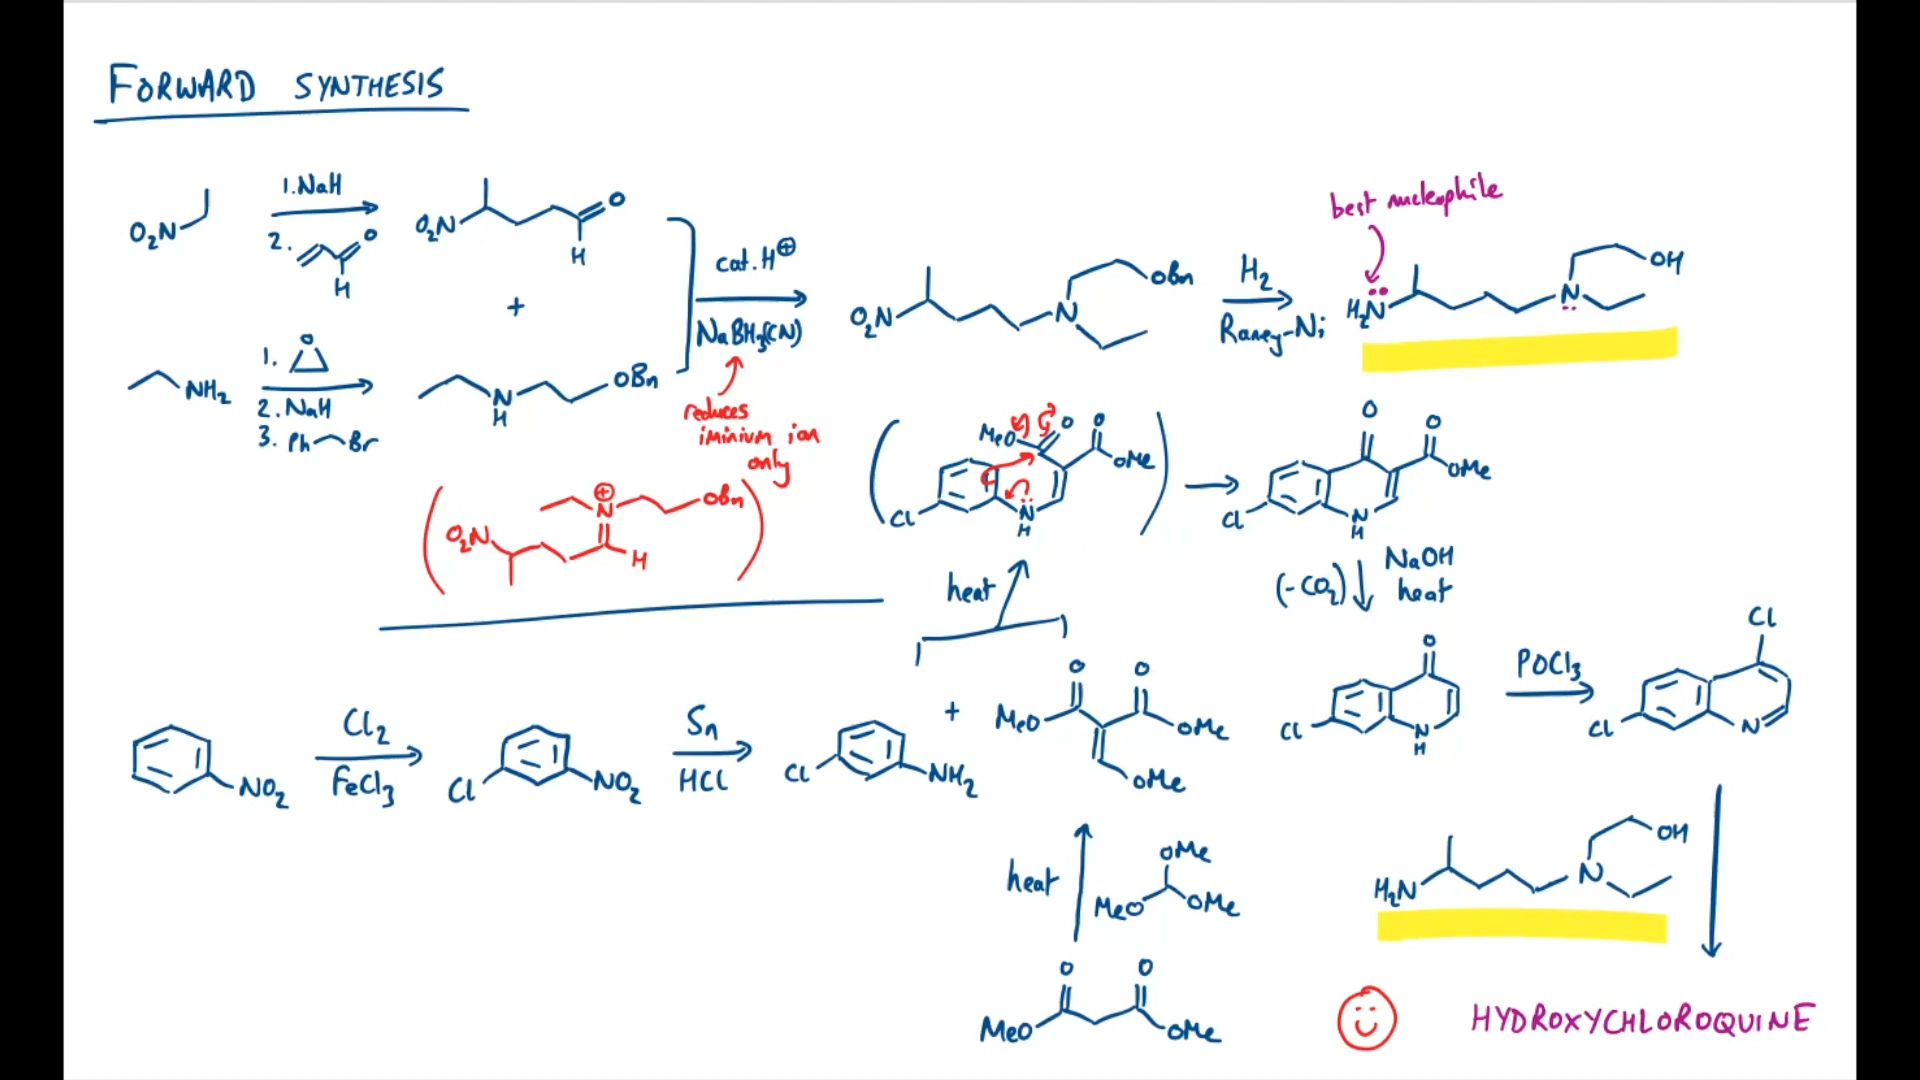 FORWARD SYNTHESIS
O2N
1. NaH
2. O
H
O2N O
H
+
NH2
1. O
2. NaH
3. Ph Br
N
H
OBn
cat. H⊕
NaBH3(CN)
reduces
iminium ion
only
O2N N OBn
⊕
N OBn
O2N H
H2
Raney-Ni
best nucleophile
H2N N OH
MeO O O OMe
Cl N
H
O O
OMe
Cl N
H
heat
(-CO2) NaOH
heat
O
Cl N
H
POCl3
Cl
Cl N
NO2
Cl2
FeCl3
Cl NO2
Sn
HCl
Cl NH2
+
O O
MeO OMe
OMe
heat
OMe
MeO OMe
O O
MeO OMe
H2N N OH
HYDROXYCHLOROQUINE